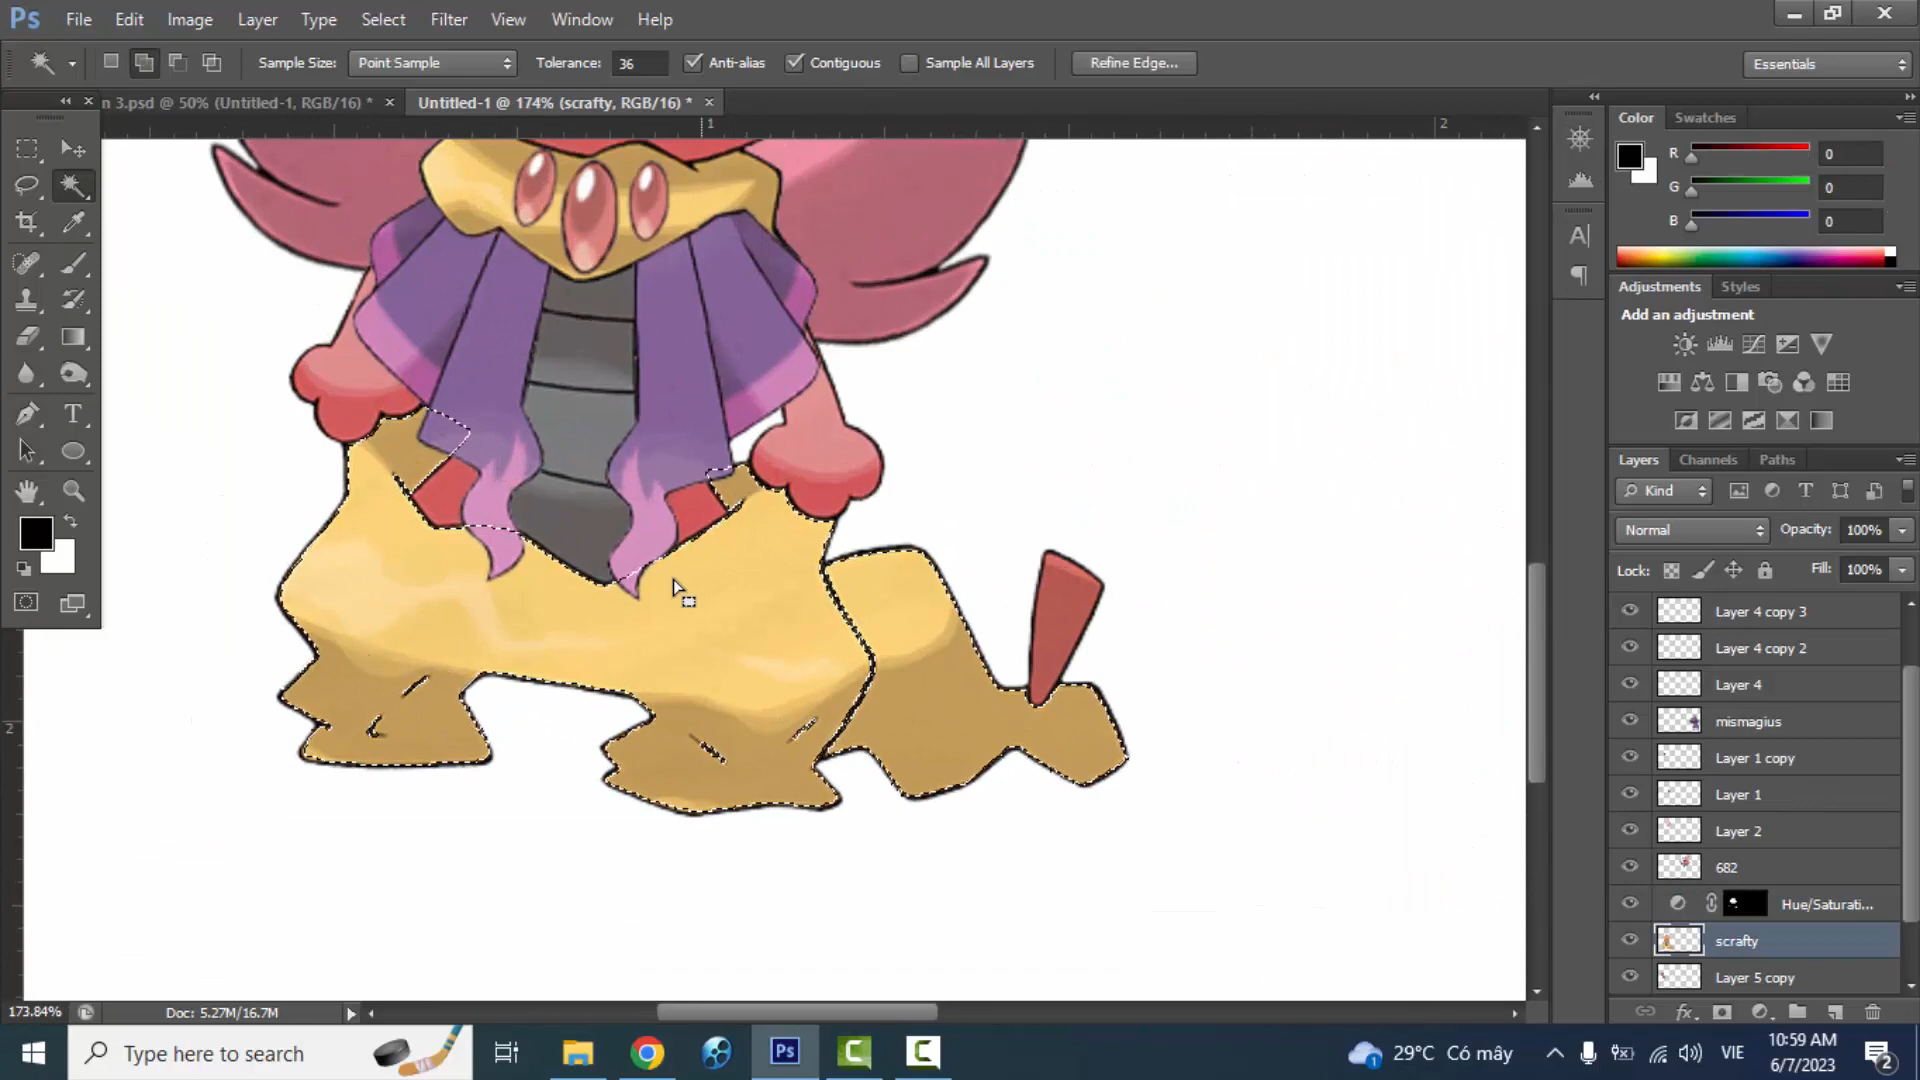 Ps File Edit Image Layer Type Select Filter View Window Help
Sample Size: Point Sample Tolerance: 36 Anti-alias Contiguous Sample All Layers Refine Edge... Essentials
n 3.psd @ 50% (Untitled-1, RGB/16) * Untitled-1 @ 174% (scrafty, RGB/16) *
1 2
2
Color Swatches
R 0
G 0
B 0
Adjustments Styles
Add an adjustment
Layers Channels Paths
Kind
Normal Opacity: 100%
Lock: Fill: 100%
Layer 4 copy 3
Layer 4 copy 2
Layer 4
mismagius
Layer 1 copy
Layer 1
Layer 2
682
Hue/Saturati...
scrafty
Layer 5 copy
173.84% Doc: 5.27M/16.7M
Type here to search
Ps
29°C Có mây
VIE
10:59 AM
6/7/2023
2